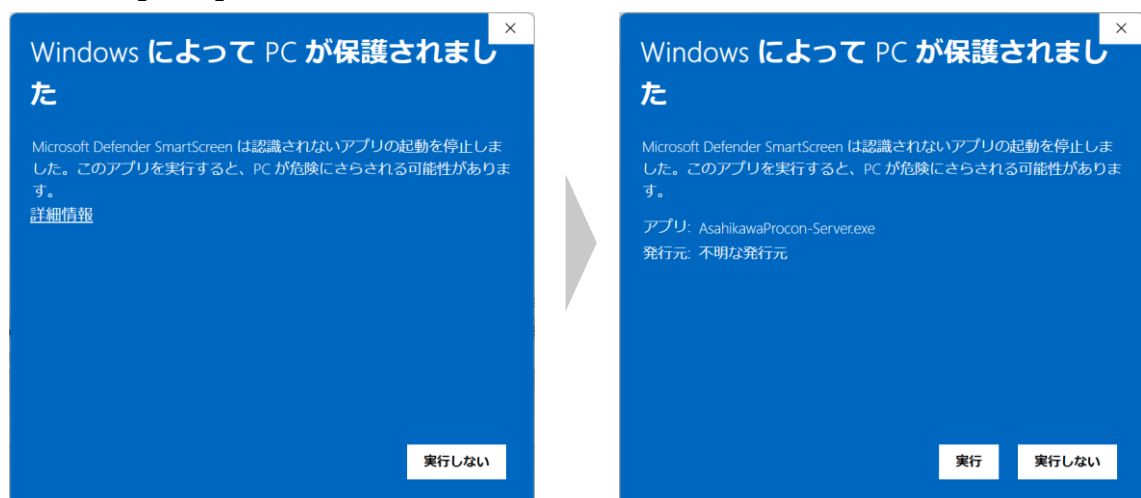 Windows によって PC が保護されまし
た
Microsoft Defender SmartScreen は認識されないアプリの起動を停止しま
した。このアプリを実行すると、PC が危険にさらされる可能性がありま
す。
詳細情報
実行しない
Windows によって PC が保護されまし
た
Microsoft Defender SmartScreen は認識されないアプリの起動を停止しま
した。このアプリを実行すると、PC が危険にさらされる可能性がありま
す。
アプリ: AsahikawaProcon-Server.exe
発行元: 不明な発行元
実行
実行しない